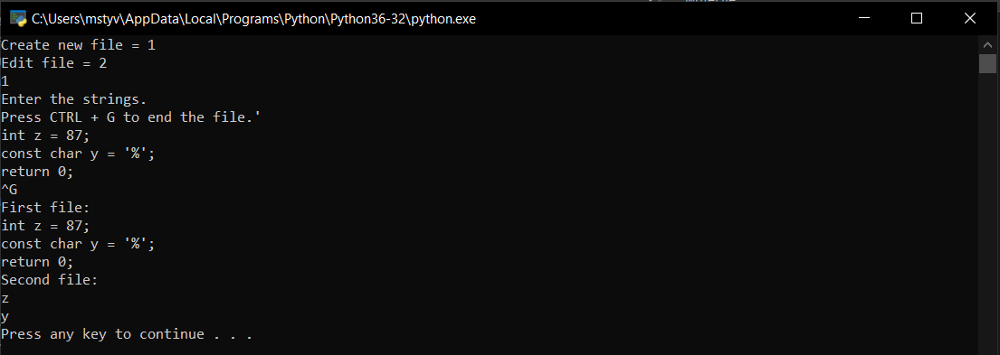 C:\Users\mstyv\AppData\Local\Programs\Python\Python36-32\python.exe
Create new file = 1
Edit file = 2
1
Enter the strings.
Press CTRL + G to end the file.'
int z = 87;
const char y = '%';
return 0;
^G
First file:
int z = 87;
const char y = '%';
return 0;
Second file:
z
y
Press any key to continue . . .